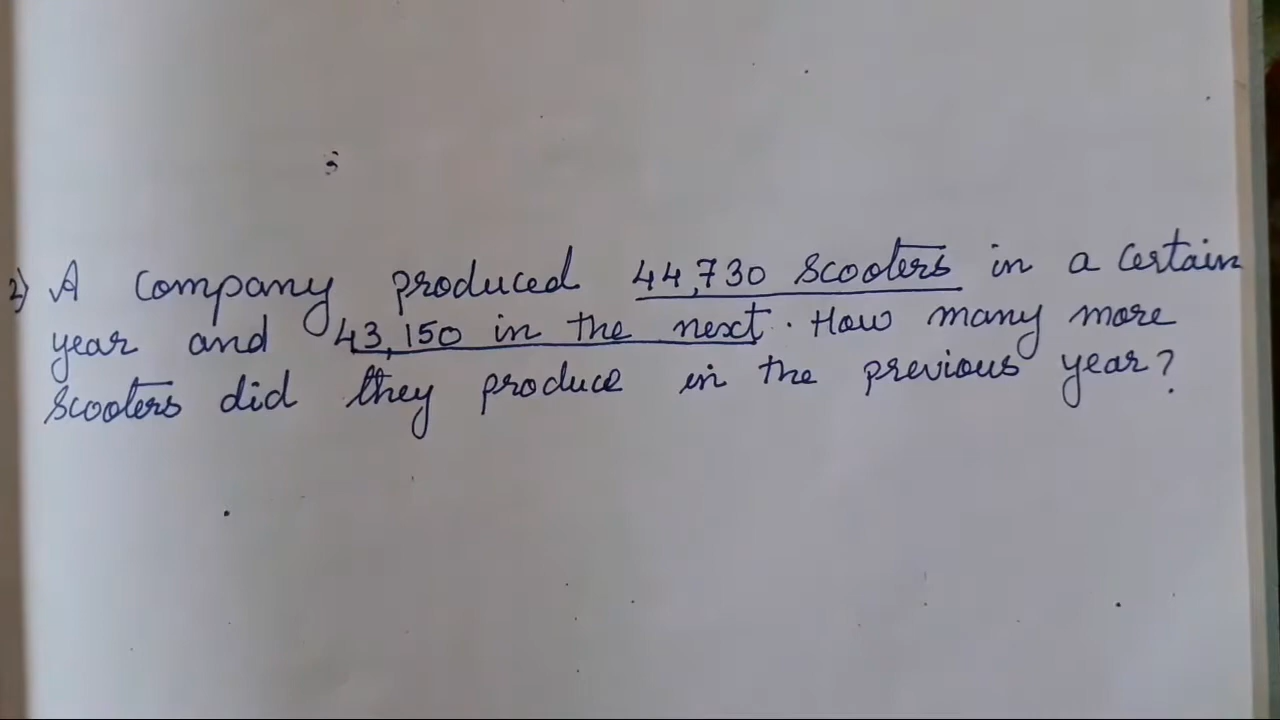 2) A Company produced 44,730 scooters in a certain
year and 43,150 in the next. How many more
scooters did they produce in the previous year?